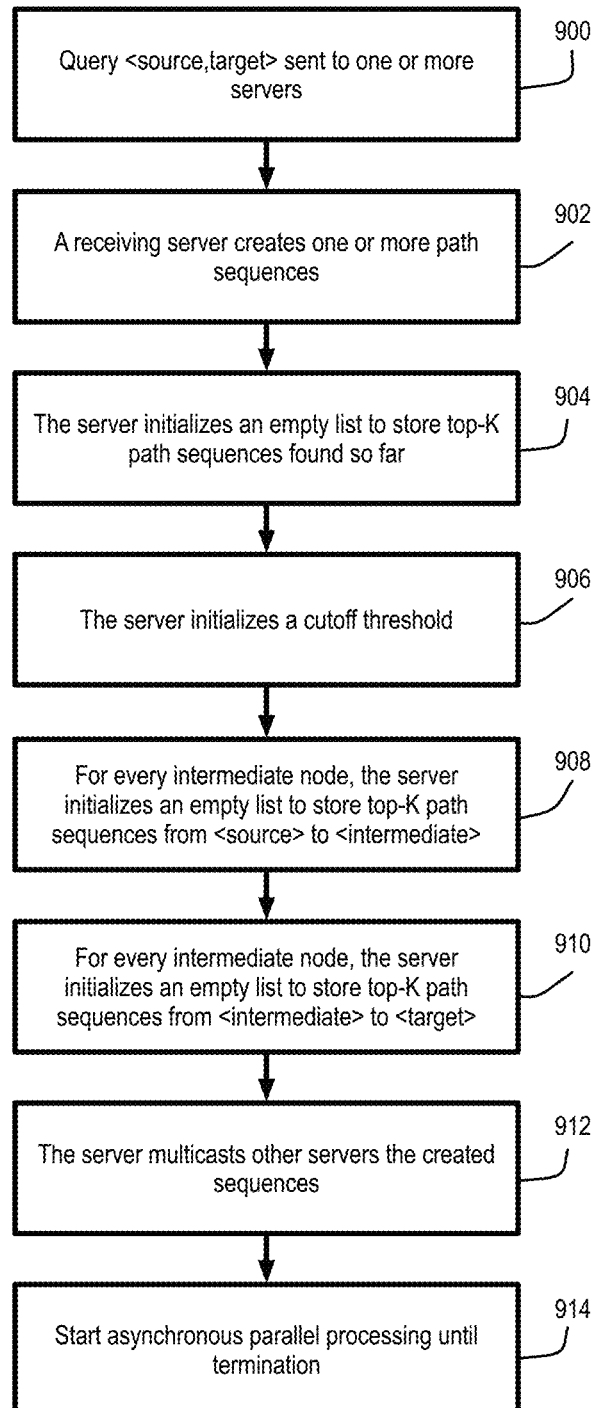 900
Query <source,target> sent to one or more
servers
902
A receiving server creates one or more path
sequences
904
The server initializes an empty list to store top-K
path sequences found so far
906
The server initializes a cutoff threshold
908
For every intermediate node, the server
initializes an empty list to store top-K path
sequences from <source> to <intermediate>
910
For every intermediate node, the server
initializes an empty list to store top-K path
sequences from <intermediate> to <target>
912
The server multicasts other servers the created
sequences
914
Start asynchronous parallel processing until
termination